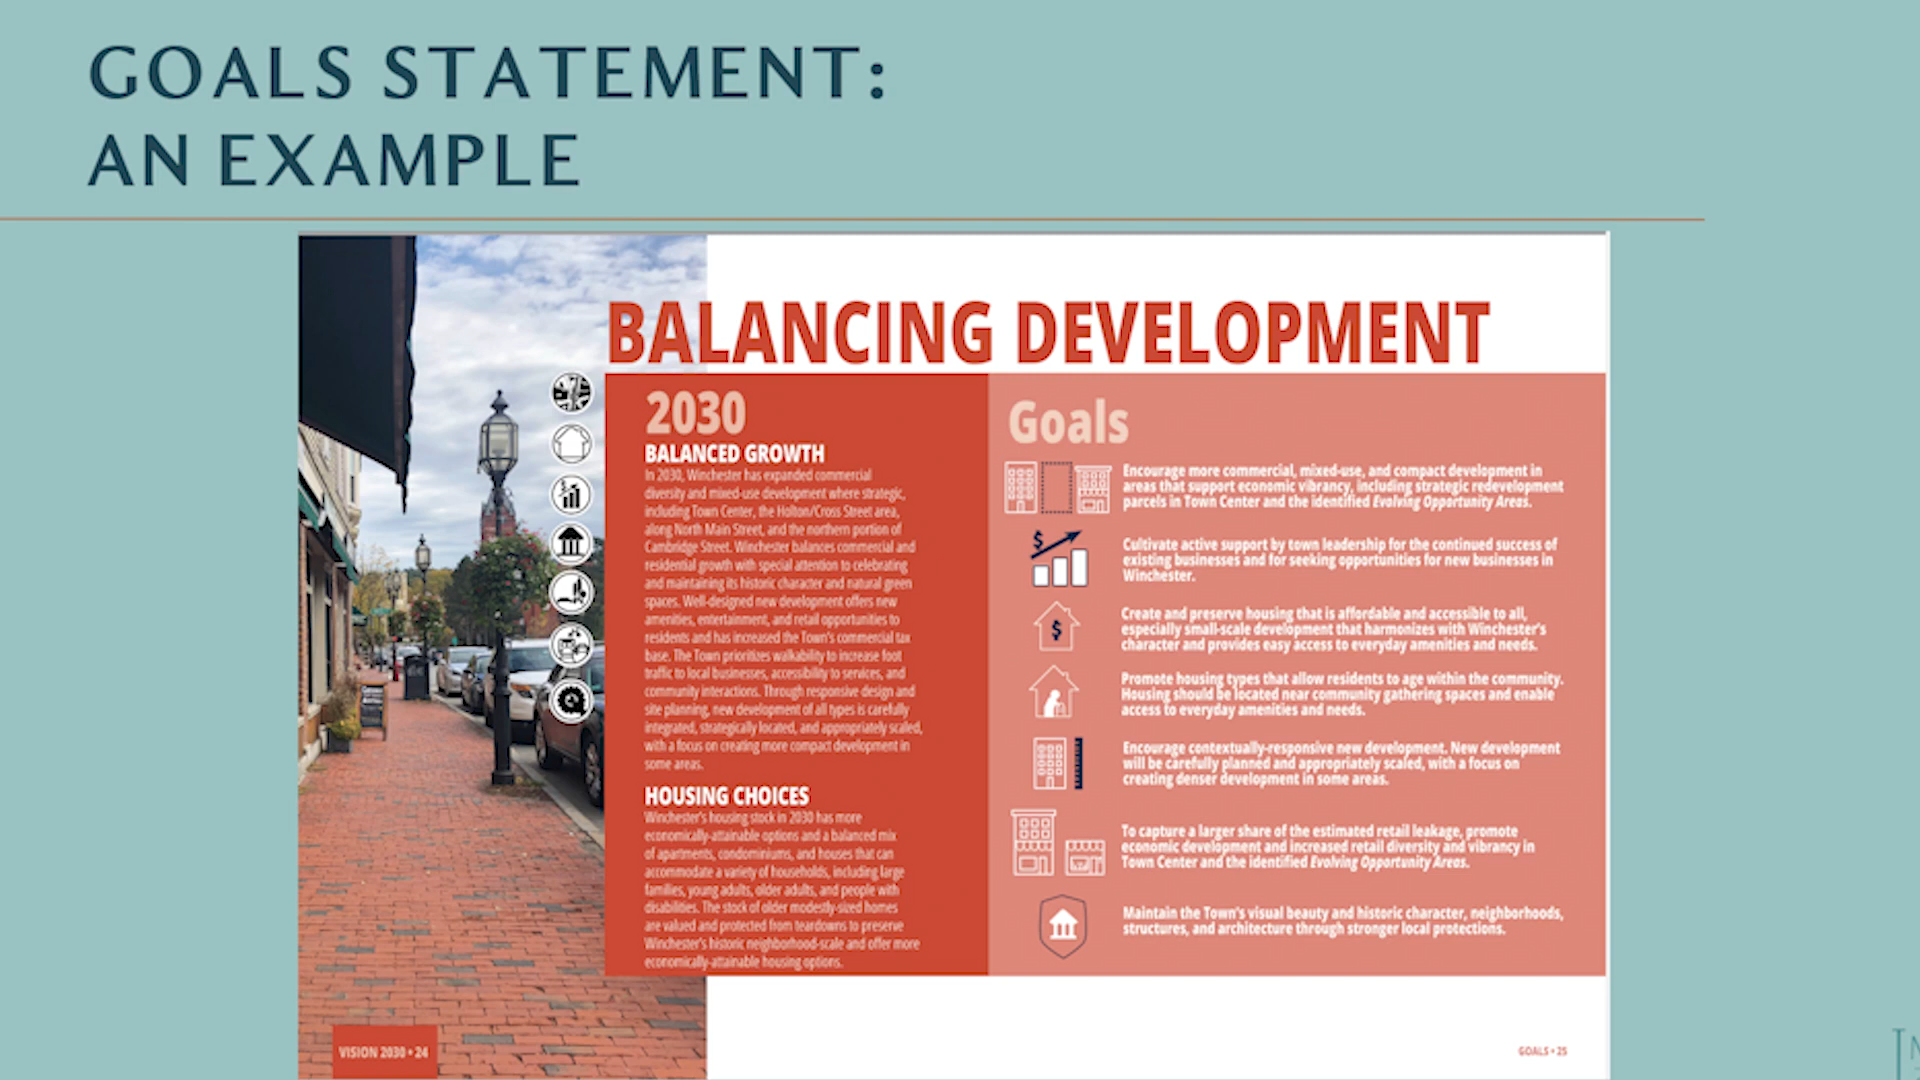 GOALS STATEMENT:
AN EXAMPLE
BALANCING DEVELOPMENT
2030
BALANCED GROWTH
In 2030, Winchester has expanded commercial
diversity and mixed-use development where strategic,
including Town Center, the Holton/Cross Street area,
along North Main Street, and the northern portion of
Cambridge Street. Winchester balances commercial and
residential growth with special attention to celebrating
and maintaining its historic character and natural green
spaces. Well-designed new development offers new
amenities, entertainment, and retail opportunities to
residents and has increased the Town's commercial tax
base. The Town prioritizes walkability to increase foot
traffic to local businesses, accessibility to services, and
community interactions. Through responsive design and
site planning, new development of all types is carefully
integrated, strategically located, and appropriately scaled,
with a focus on creating more compact development in
some areas.
HOUSING CHOICES
Winchester's housing stock in 2030 has more
economically-attainable options and a balanced mix
of apartments, condominiums, and houses that can
accommodate a variety of households, including large
families, young adults, older adults, and people with
disabilities. The stock of older modestly-sized homes
are valued and protected from teardowns to preserve
Winchester's historic neighborhood-scale and offer more
economically-attainable housing options.
Goals
Encourage more commercial, mixed-use, and compact development in
areas that support economic vibrancy, including strategic redevelopment
parcels in Town Center and the identified Evolving Opportunity Areas.
$
Cultivate active support by town leadership for the continued success of
existing businesses and for seeking opportunities for new businesses in
Winchester.
$
Create and preserve housing that is affordable and accessible to all,
especially small-scale development that harmonizes with Winchester's
character and provides easy access to everyday amenities and needs.
Promote housing types that allow residents to age within the community.
Housing should be located near community gathering spaces and enable
access to everyday amenities and needs.
Encourage contextually-responsive new development. New development
will be carefully planned and appropriately scaled, with a focus on
creating denser development in some areas.
To capture a larger share of the estimated retail leakage, promote
economic development and increased retail diversity and vibrancy in
Town Center and the identified Evolving Opportunity Areas.
Maintain the Town's visual beauty and historic character, neighborhoods,
structures, and architecture through stronger local protections.
VISION 2030 • 24
GOALS • 25